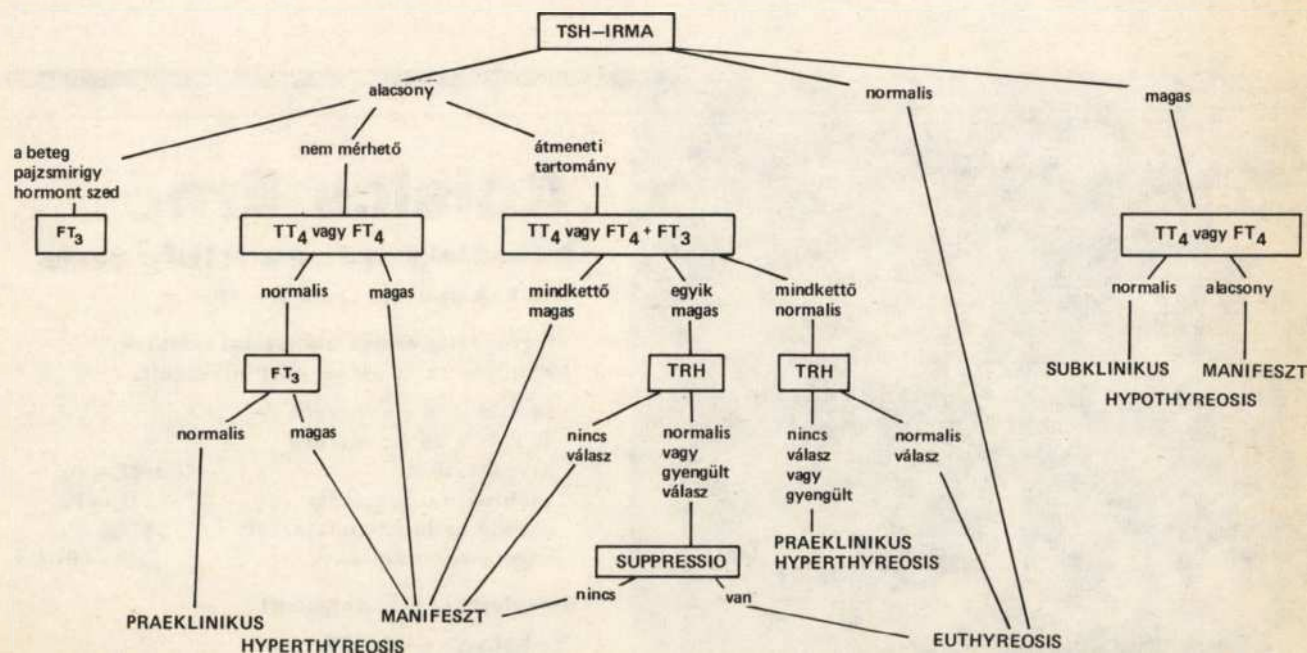 TSH–IRMA
alacsony
normalis
magas
a beteg
pajzsmirigy
hormont szed
nem mérhető
átmeneti
tartomány
FT3
TT4 vagy FT4
TT4 vagy FT4 + FT3
TT4 vagy FT4
normalis
magas
mindkettő
magas
egyik
magas
mindkettő
normalis
normalis
alacsony
FT3
TRH
TRH
SUBKLINIKUS
MANIFESZT
HYPOTHYREOSIS
normalis
magas
nincs
válasz
normalis
vagy
gyengült
válasz
nincs
válasz
vagy
gyengült
normalis
válasz
PRAEKLINIKUS
HYPERTHYREOSIS
SUPPRESSIO
nincs
van
PRAEKLINIKUS
MANIFESZT
HYPERTHYREOSIS
EUTHYREOSIS